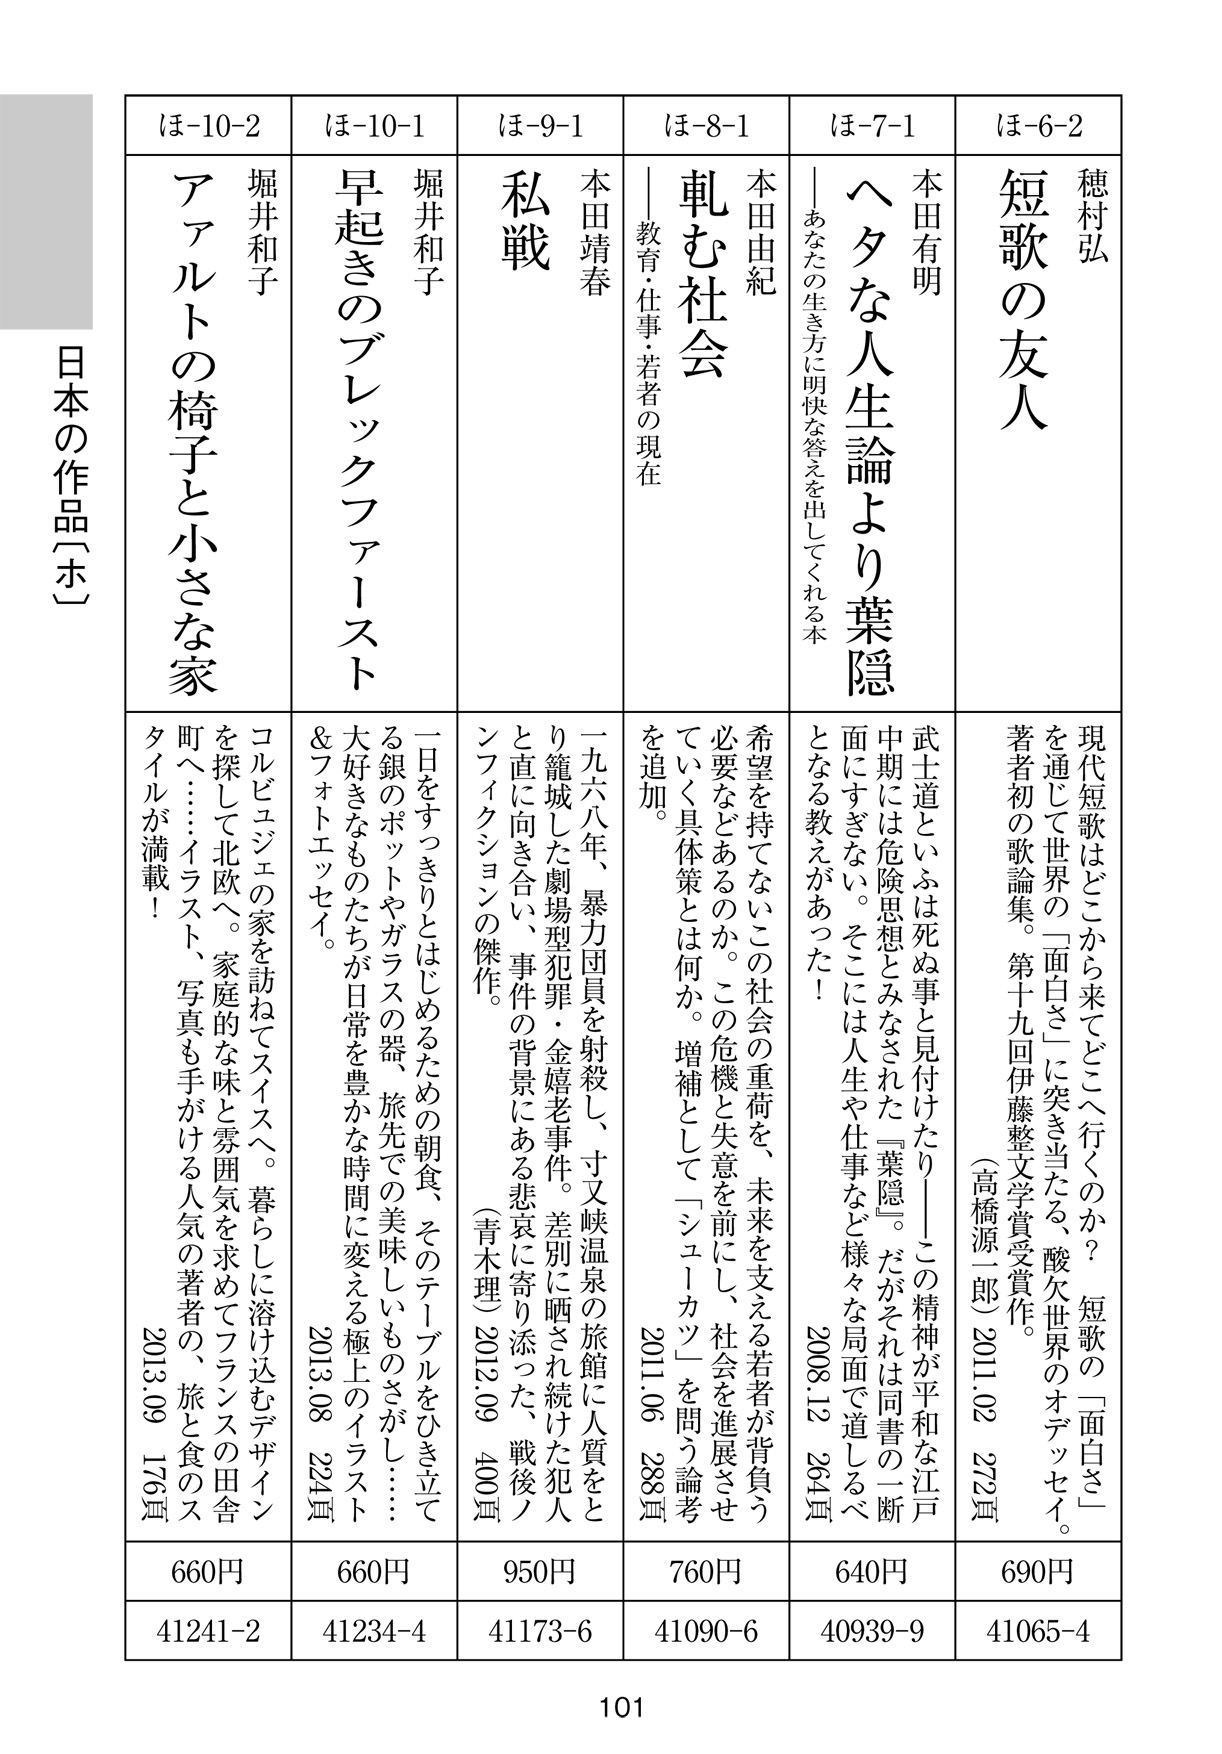 ほ-6-2
穂村弘
短歌の友人
現代短歌はどこから来てどこへ行くのか？　短歌の「面白さ」
を通じて世界の「面白さ」に突き当たる、酸欠世界のオデッセイ。
著者初の歌論集。第十九回伊藤整文学賞受賞作。
（高橋源一郎）2011.02　272頁
690円
41065-4
ほ-7-1
本田有明
ヘタな人生論より葉隠
――あなたの生き方に明快な答えを出してくれる本
武士道といふは死ぬ事と見付けたり――この精神が平和な江戸
中期には危険思想とみなされた『葉隠』。だがそれは同書の一断
面にすぎない。そこには人生や仕事など様々な局面で道しるべ
となる教えがあった！
2008.12　264頁
640円
40939-9
ほ-8-1
本田由紀
軋む社会
――教育・仕事・若者の現在
希望を持てないこの社会の重荷を、未来を支える若者が背負う
必要などあるのか。この危機と失意を前にし、社会を進展させ
ていく具体策とは何か。増補として「シューカツ」を問う論考
を追加。
2011.06　288頁
760円
41090-6
ほ-9-1
本田靖春
私戦
一九六八年、暴力団員を射殺し、寸又峡温泉の旅館に人質をと
り籠城した劇場型犯罪・金嬉老事件。差別に晒され続けた犯人
と直に向き合い、事件の背景にある悲哀に寄り添った、戦後ノ
ンフィクションの傑作。
（青木理）2012.09　400頁
950円
41173-6
ほ-10-1
堀井和子
早起きのブレックファースト
一日をすっきりとはじめるための朝食、そのテーブルをひき立て
る銀のポットやガラスの器、旅先での美味しいものさがし……
大好きなものたちが日常を豊かな時間に変える極上のイラスト
＆フォトエッセイ。
2013.08　224頁
660円
41234-4
ほ-10-2
堀井和子
アァルトの椅子と小さな家
コルビュジェの家を訪ねてスイスへ。暮らしに溶け込むデザイン
を探して北欧へ。家庭的な味と雰囲気を求めてフランスの田舎
町へ……イラスト、写真も手がける人気の著者の、旅と食のス
タイルが満載！
2013.09　176頁
660円
41241-2
日本の作品〔ホ〕
101